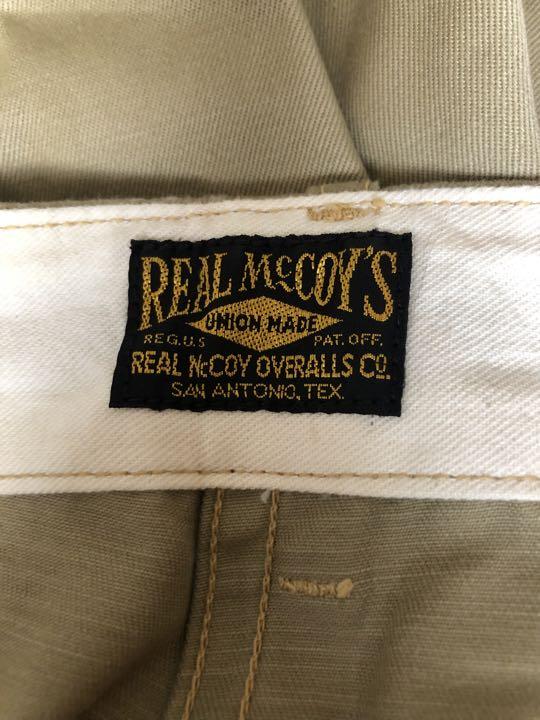 REAL McCOY'S
UNION MADE
REG.U.S PAT. OFF.
REAL McCOY OVERALLS CO.
SAN ANTONIO, TEX.